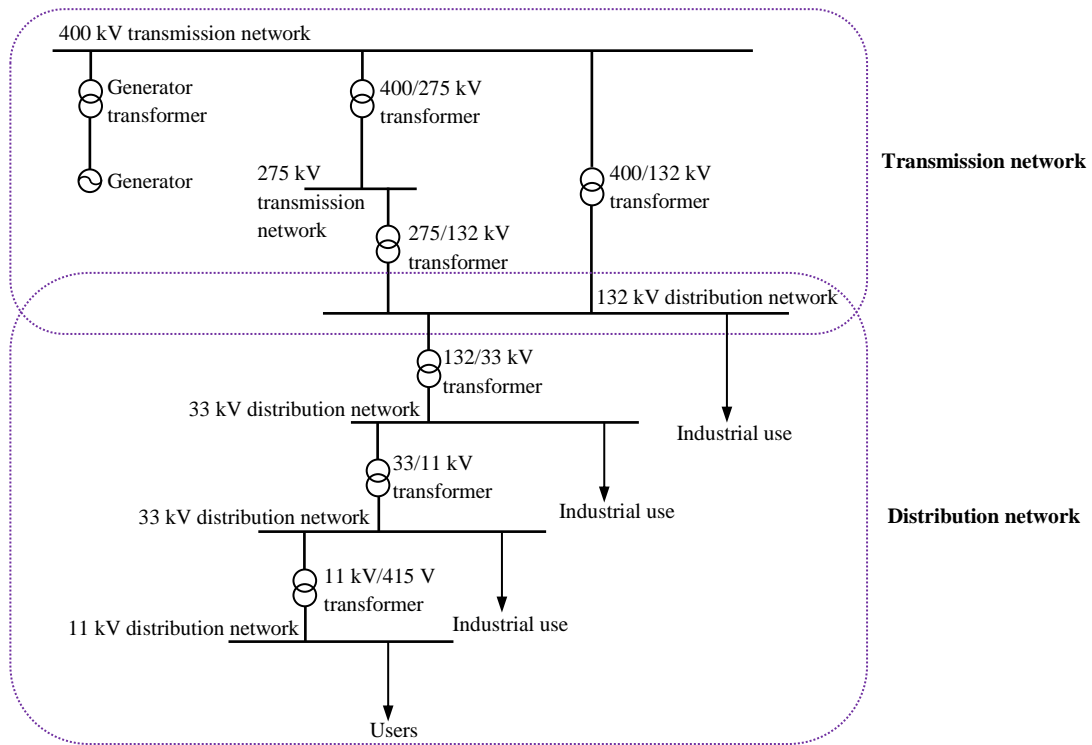 400 kV transmission network
Generator
transformer
400/275 kV
transformer
Generator
275 kV
transmission
network
400/132 kV
transformer
Transmission network
275/132 kV
transformer
132 kV distribution network
132/33 kV
transformer
33 kV distribution network
Industrial use
33/11 kV
transformer
Industrial use
33 kV distribution network
Distribution network
11 kV/415 V
transformer
Industrial use
11 kV distribution network
Users